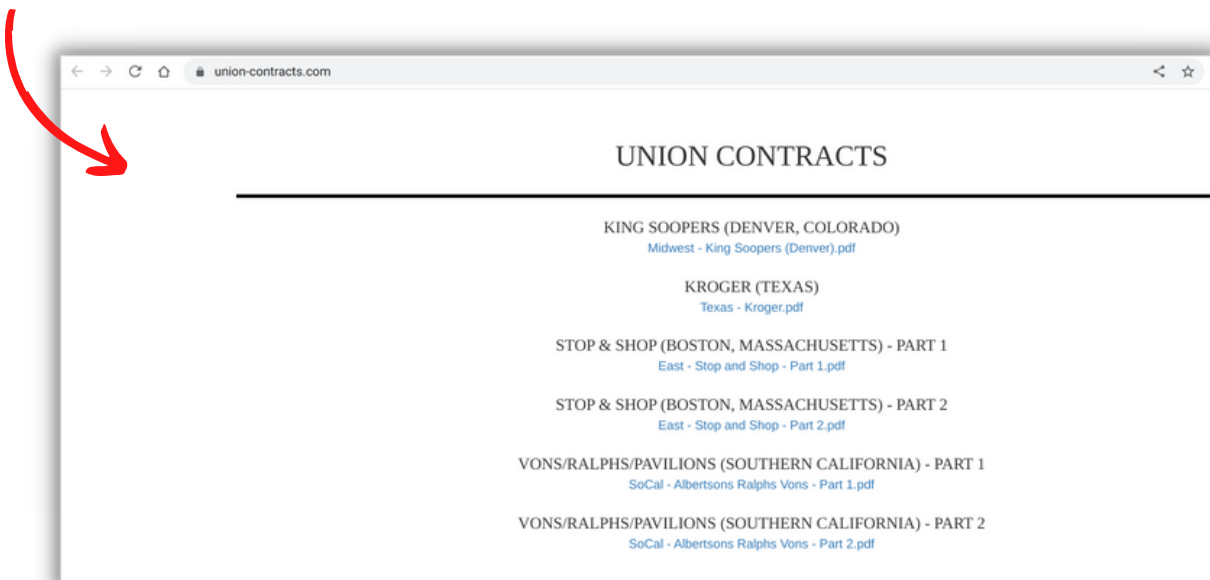 union-contracts.com
UNION CONTRACTS
KING SOOPERS (DENVER, COLORADO)
Midwest - King Soopers (Denver).pdf
KROGER (TEXAS)
Texas - Kroger.pdf
STOP & SHOP (BOSTON, MASSACHUSETTS) - PART 1
East - Stop and Shop - Part 1.pdf
STOP & SHOP (BOSTON, MASSACHUSETTS) - PART 2
East - Stop and Shop - Part 2.pdf
VONS/RALPHS/PAVILIONS (SOUTHERN CALIFORNIA) - PART 1
SoCal - Albertsons Ralphs Vons - Part 1.pdf
VONS/RALPHS/PAVILIONS (SOUTHERN CALIFORNIA) - PART 2
SoCal - Albertsons Ralphs Vons - Part 2.pdf